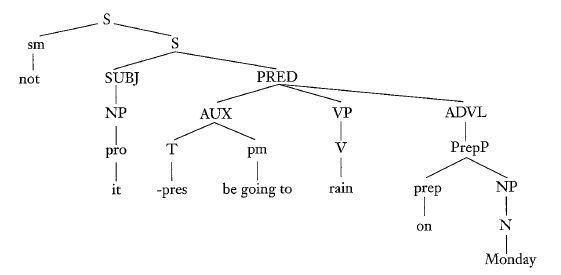 S
sm S
not SUBJ PRED
NP AUX VP ADVL
pro T pm V PrepP
it -pres be going to rain prep NP
on N
Monday